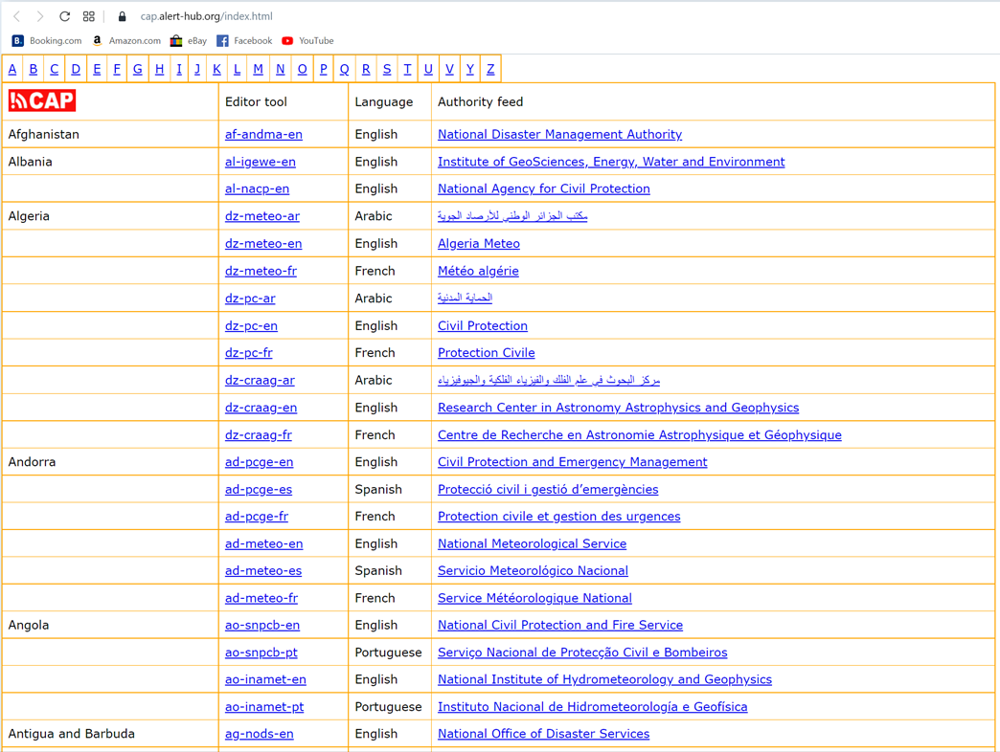 cap.alert-hub.org/index.html
B. Booking.com a Amazon.com eBay Facebook YouTube
A B C D E F G H I J K L M N O P Q R S T U V Y Z
CAP Editor tool Language Authority feed
Afghanistan af-andma-en English National Disaster Management Authority
Albania al-igewe-en English Institute of GeoSciences, Energy, Water and Environment
al-nacp-en English National Agency for Civil Protection
Algeria dz-meteo-ar Arabic مكتب الجزائر الوطني للأرصاد الجوية
dz-meteo-en English Algeria Meteo
dz-meteo-fr French Météo algérie
dz-pc-ar Arabic الحماية المدنية
dz-pc-en English Civil Protection
dz-pc-fr French Protection Civile
dz-craag-ar Arabic مركز البحوث في علم الفلك والفيزياء الفلكية والجيوفيزياء
dz-craag-en English Research Center in Astronomy Astrophysics and Geophysics
dz-craag-fr French Centre de Recherche en Astronomie Astrophysique et Géophysique
Andorra ad-pcge-en English Civil Protection and Emergency Management
ad-pcge-es Spanish Protecció civil i gestió d’emergències
ad-pcge-fr French Protection civile et gestion des urgences
ad-meteo-en English National Meteorological Service
ad-meteo-es Spanish Servicio Meteorológico Nacional
ad-meteo-fr French Service Météorologique National
Angola ao-snpcb-en English National Civil Protection and Fire Service
ao-snpcb-pt Portuguese Serviço Nacional de Protecção Civil e Bombeiros
ao-inamet-en English National Institute of Hydrometeorology and Geophysics
ao-inamet-pt Portuguese Instituto Nacional de Hidrometeorología e Geofísica
Antigua and Barbuda ag-nods-en English National Office of Disaster Services